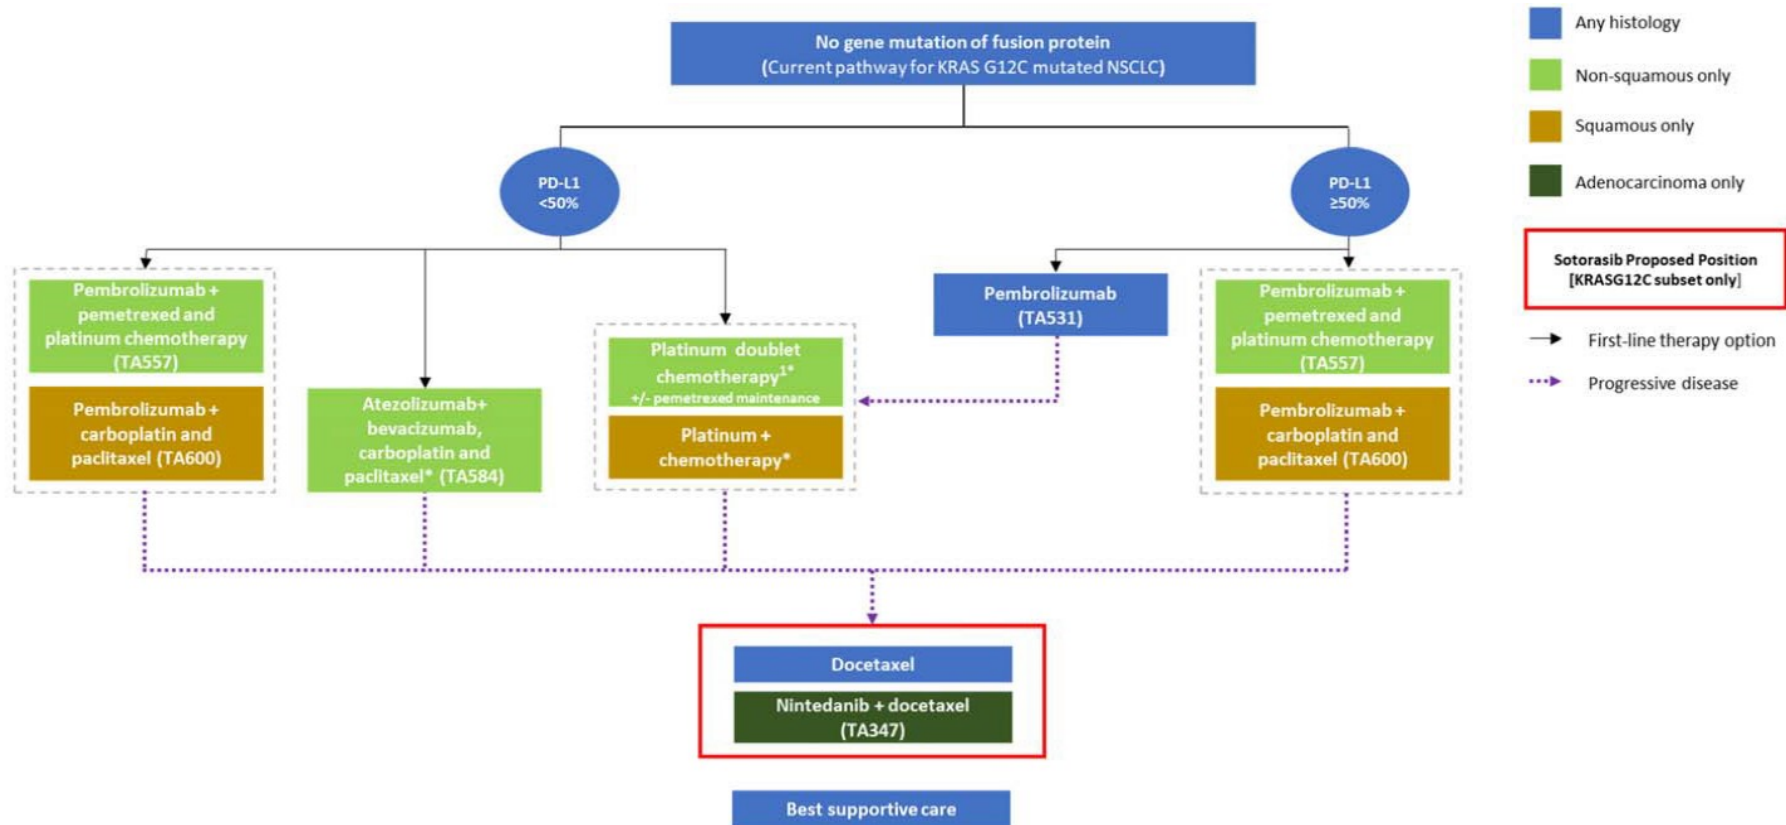 No gene mutation of fusion protein
(Current pathway for KRAS G12C mutated NSCLC)
PD-L1
<50%
PD-L1
≥50%
Pembrolizumab +
pemetrexed and
platinum chemotherapy
(TA557)
Pembrolizumab +
carboplatin and
paclitaxel (TA600)
Atezolizumab+
bevacizumab,
carboplatin and
paclitaxel* (TA584)
Platinum doublet
chemotherapy¹*
+/- pemetrexed maintenance
Platinum +
chemotherapy*
Pembrolizumab
(TA531)
Pembrolizumab +
pemetrexed and
platinum chemotherapy
(TA557)
Pembrolizumab +
carboplatin and
paclitaxel (TA600)
Docetaxel
Nintedanib + docetaxel
(TA347)
Best supportive care
Any histology
Non-squamous only
Squamous only
Adenocarcinoma only
Sotorasib Proposed Position
[KRASG12C subset only]
First-line therapy option
Progressive disease